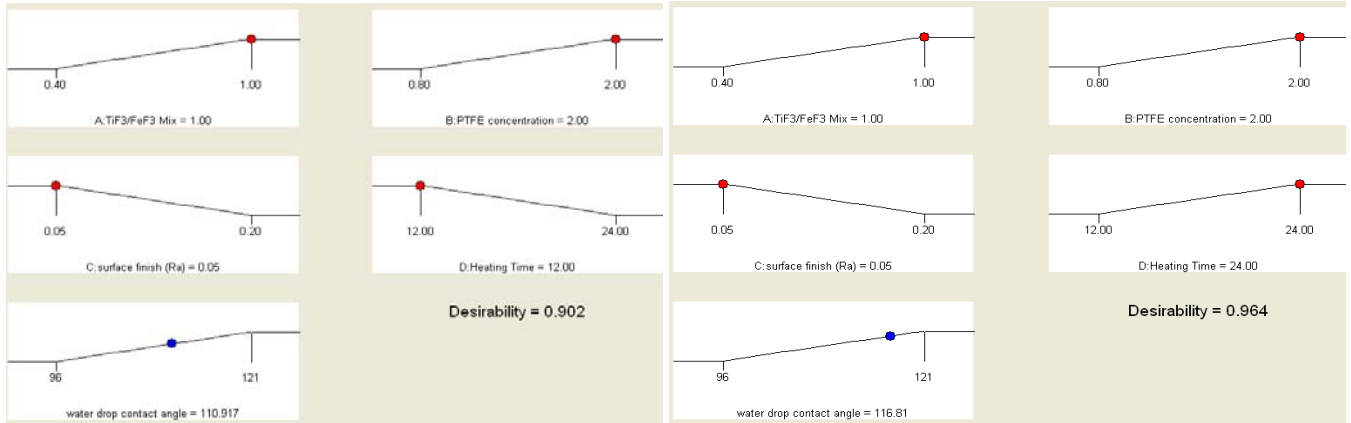 0.40 1.00
A:TiF3/FeF3 Mix = 1.00
0.80 2.00
B:PTFE concentration = 2.00
0.05 0.20
C:surface finish (Ra) = 0.05
12.00 24.00
D:Heating Time = 12.00
96 121
water drop contact angle = 110.917
Desirability = 0.902
0.40 1.00
A:TiF3/FeF3 Mix = 1.00
0.80 2.00
B:PTFE concentration = 2.00
0.05 0.20
C:surface finish (Ra) = 0.05
12.00 24.00
D:Heating Time = 24.00
96 121
water drop contact angle = 116.81
Desirability = 0.964